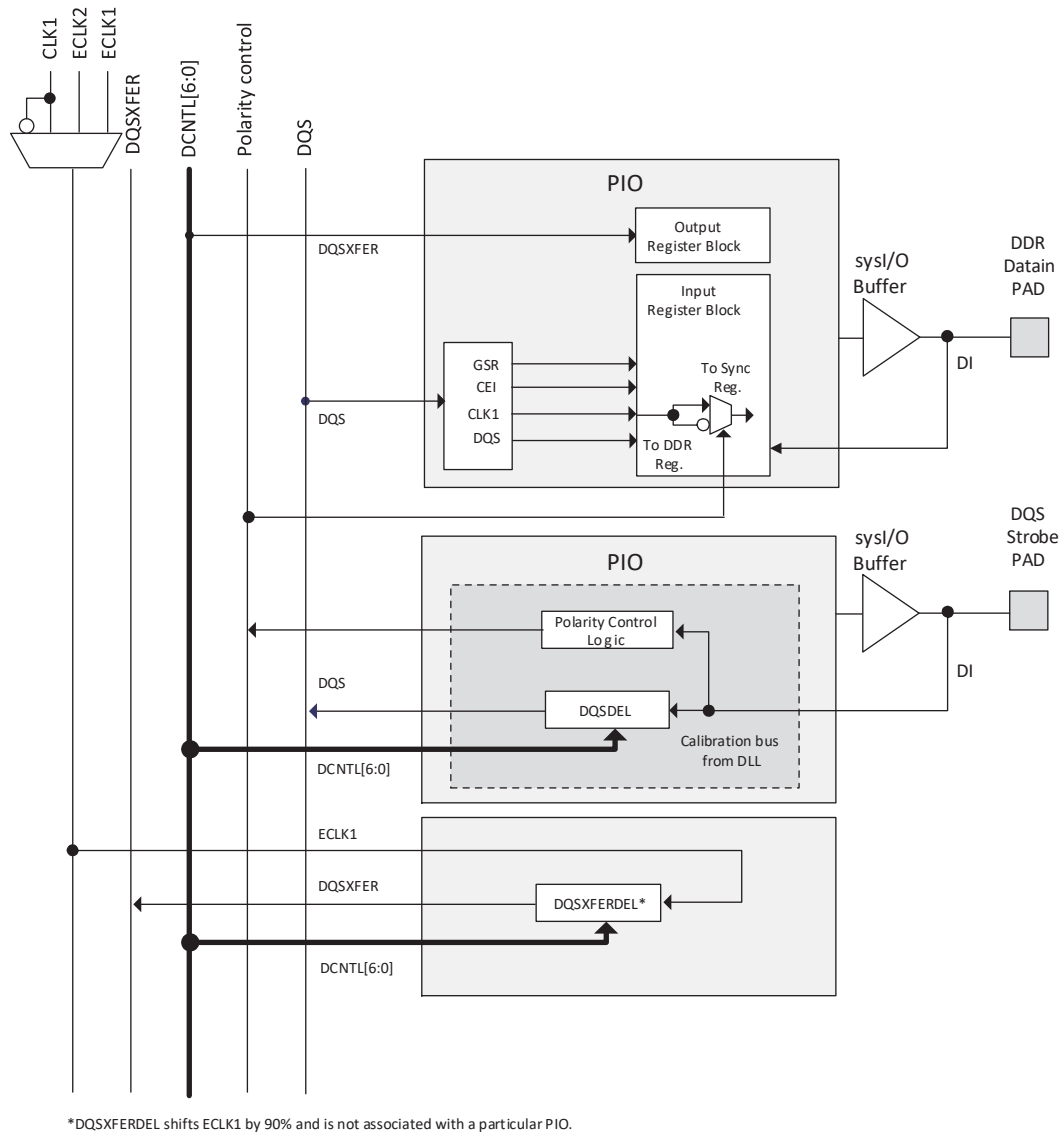 CLK1
ECLK2
ECLK1
DQSXFER
DCNTL[6:0]
Polarity control
DQS
PIO
Output
Register Block
DQSXFER
Input
Register Block
GSR
CEI
CLK1
DQS
To Sync
Reg.
To DDR
Reg.
DQS
sysI/O
Buffer
DDR
Datain
PAD
DI
PIO
Polarity Control
Logic
DQS
DQSDEL
Calibration bus
from DLL
DCNTL[6:0]
sysI/O
Buffer
DQS
Strobe
PAD
DI
ECLK1
DQSXFER
DQSXFERDEL*
DCNTL[6:0]
*DQSXFERDEL shifts ECLK1 by 90% and is not associated with a particular PIO.